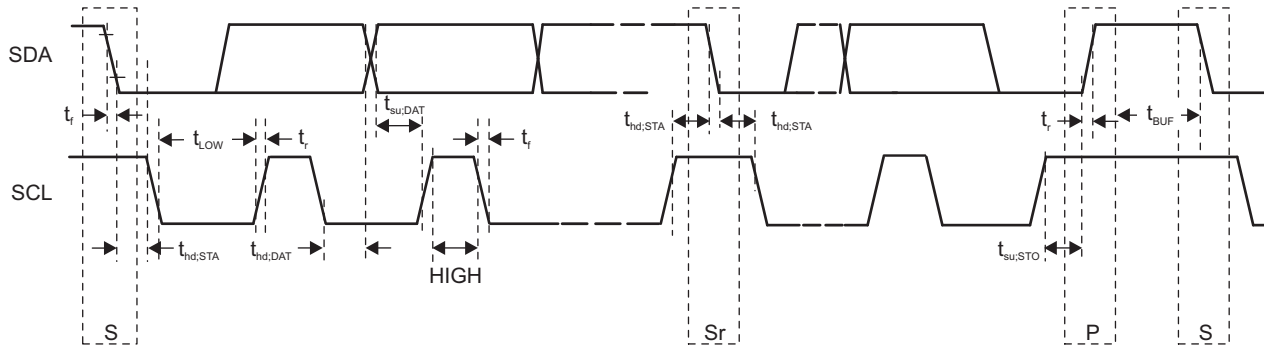 SDA
t_su;DAT
t_f t_hd;STA t_hd;STA t_r t_BUF
t_LOW t_r t_f
SCL
t_hd;STA t_hd;DAT t_su;STO
HIGH
S Sr P S